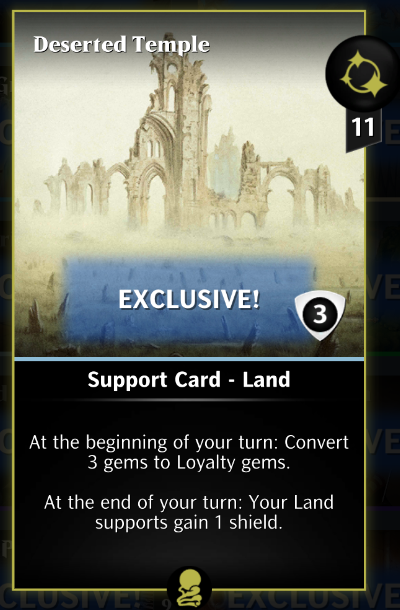 Deserted Temple
11
EXCLUSIVE!
3
Support Card - Land
At the beginning of your turn: Convert
3 gems to Loyalty gems.
At the end of your turn: Your Land
supports gain 1 shield.